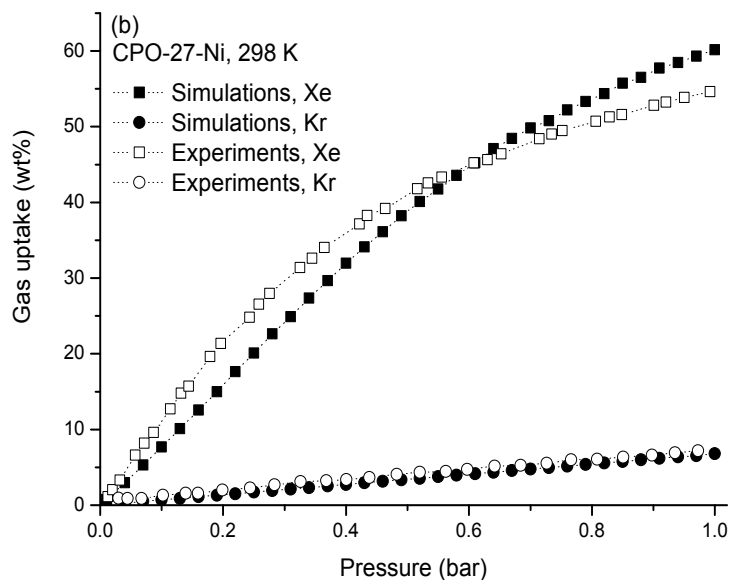 (b)
CPO-27-Ni, 298 K
Simulations, Xe
Simulations, Kr
Experiments, Xe
Experiments, Kr
Gas uptake (wt%)
60
50
40
30
20
10
0
0.0 0.2 0.4 0.6 0.8 1.0
Pressure (bar)